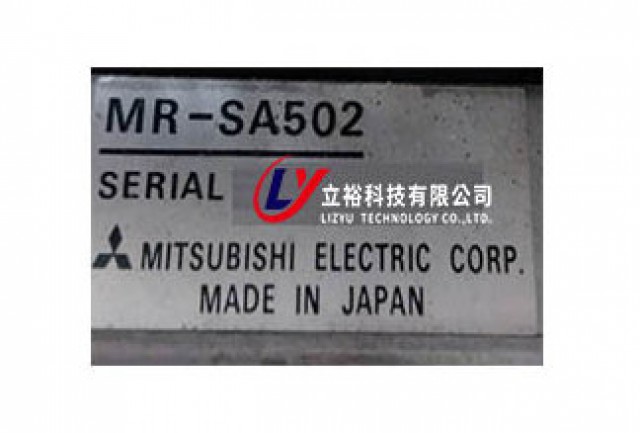 MR-SA502
SERIAL
LY 立裕科技有限公司
LIZYU TECHNOLOGY CO.,LTD.
MITSUBISHI ELECTRIC CORP.
MADE IN JAPAN